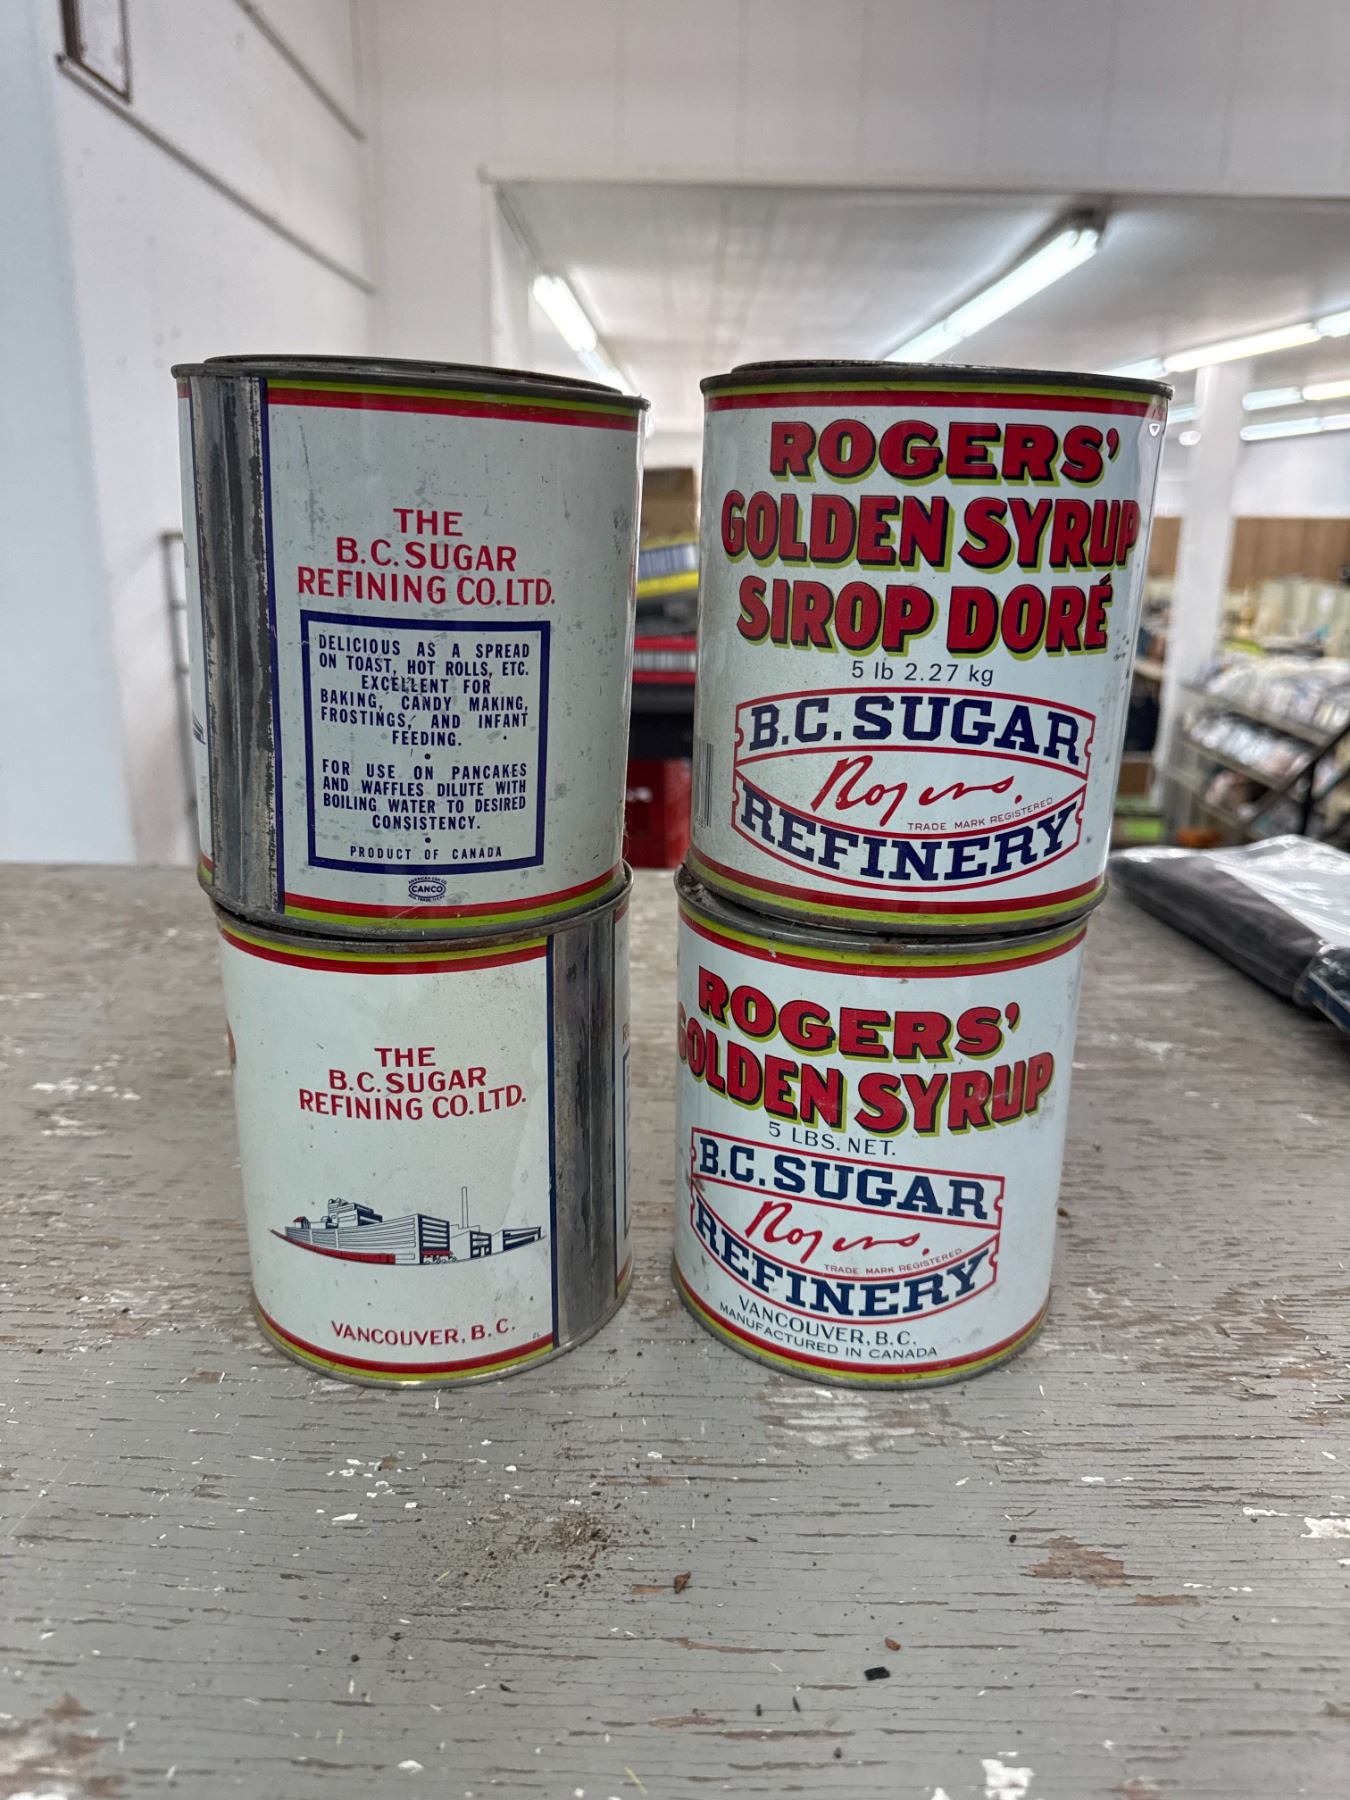 THE
B.C. SUGAR
REFINING CO. LTD.
DELICIOUS AS A SPREAD
ON TOAST, HOT ROLLS, ETC.
EXCELLENT FOR
BAKING, CANDY MAKING,
FROSTINGS, AND INFANT
FEEDING.
FOR USE ON PANCAKES
AND WAFFLES DILUTE WITH
BOILING WATER TO DESIRED
CONSISTENCY.
PRODUCT OF CANADA
CANCO
ROGERS'
GOLDEN SYRUP
SIROP DORÉ
5 lb 2.27 kg
B.C. SUGAR
Rogers.
TRADE MARK REGISTERED
REFINERY
THE
B.C. SUGAR
REFINING CO. LTD.
VANCOUVER, B.C.
ROGERS'
GOLDEN SYRUP
5 LBS. NET.
B.C. SUGAR
Rogers.
TRADE MARK REGISTERED
REFINERY
VANCOUVER, B.C.
MANUFACTURED IN CANADA